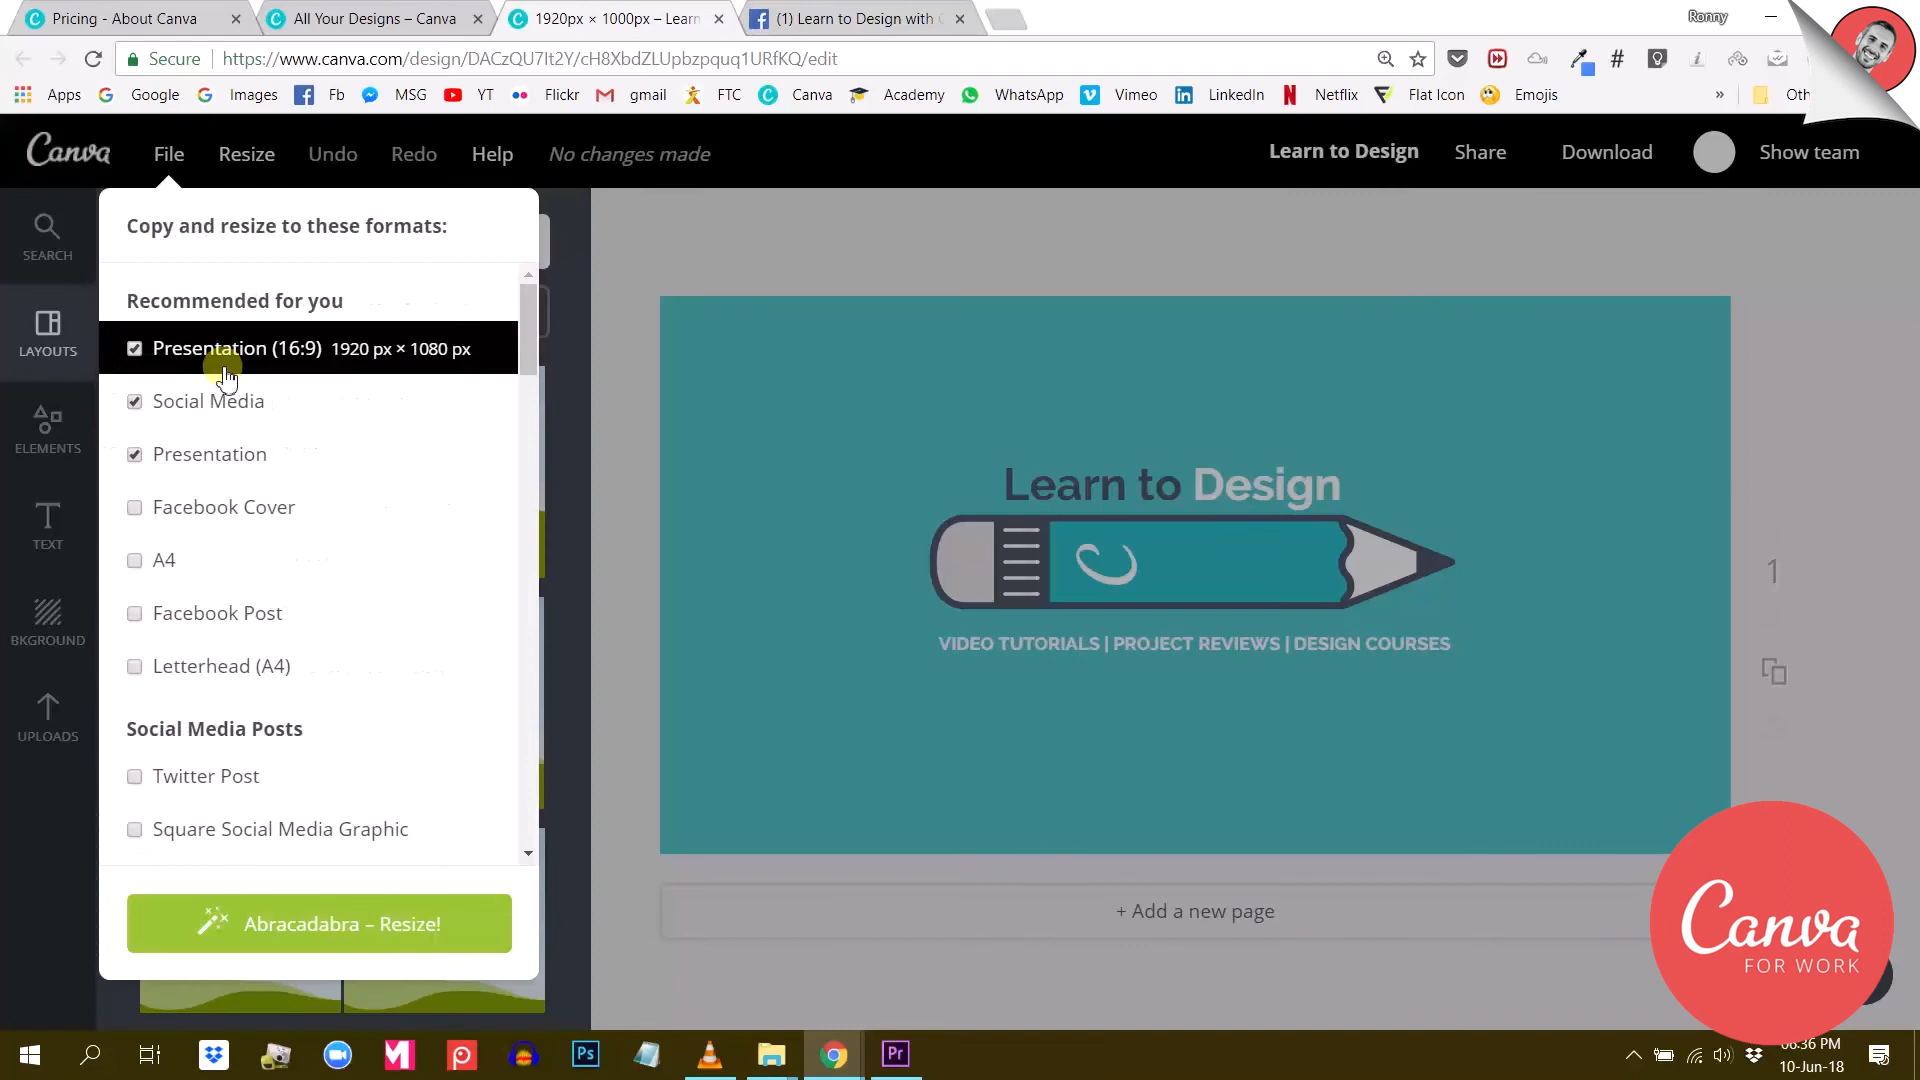 Pricing - About Canva
All Your Designs – Canva
1920px × 1000px – Learn
(1) Learn to Design with
Ronny
Secure
https://www.canva.com/design/DACzQU7It2Y/cH8XbdZLUpbzpquq1URfKQ/edit
Apps
Google
Images
Fb
MSG
YT
Flickr
gmail
FTC
Canva
Academy
WhatsApp
Vimeo
LinkedIn
Netflix
Flat Icon
Emojis
»
Oth
Canva
File
Resize
Undo
Redo
Help
No changes made
Learn to Design
Share
Download
Show team
SEARCH
LAYOUTS
ELEMENTS
TEXT
BKGROUND
UPLOADS
Copy and resize to these formats:
Recommended for you
Presentation (16:9) 1920 px × 1080 px
Social Media
Presentation
Facebook Cover
A4
Facebook Post
Letterhead (A4)
Social Media Posts
Twitter Post
Square Social Media Graphic
Abracadabra – Resize!
Learn to Design
C
VIDEO TUTORIALS | PROJECT REVIEWS | DESIGN COURSES
1
+ Add a new page
Canva
FOR WORK
Ps
Pr
06:36 PM
10-Jun-18